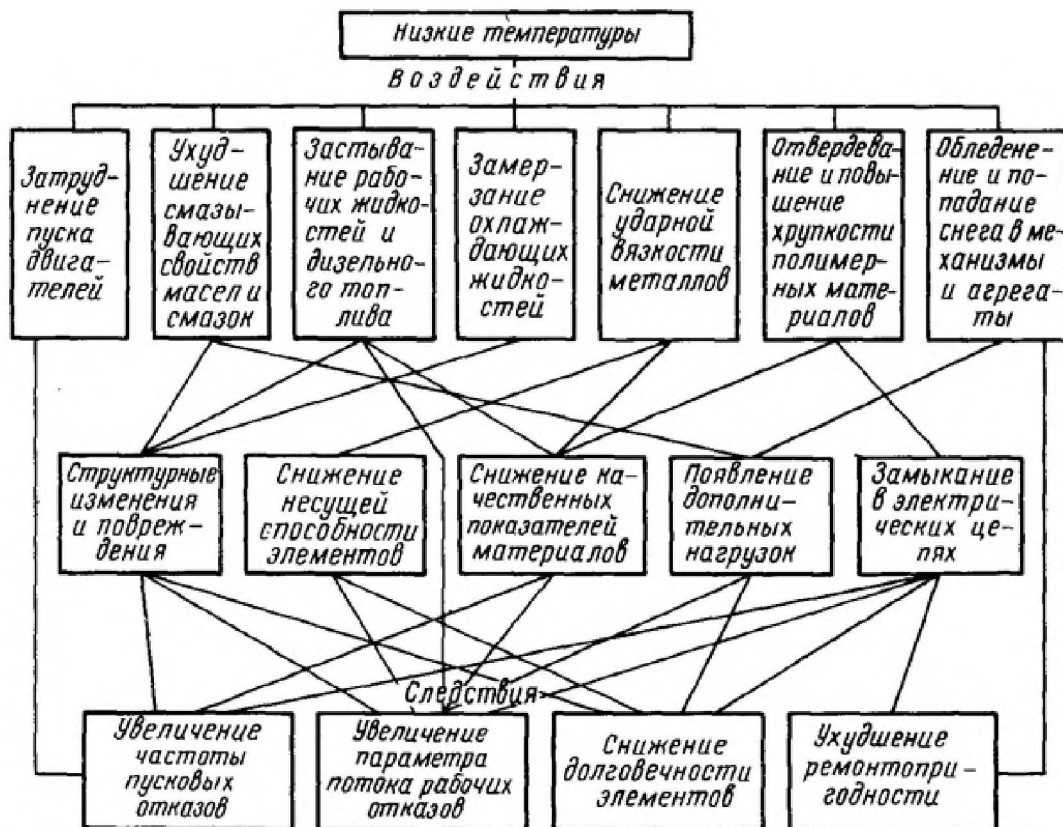 Низкие температуры
Воздействия
Затруд-
нение
пуска
двига-
телей
Ухуд-
шение
смазы-
вающих
свойств
масел и
смазок
Застыва-
ние рабо-
чих жидко-
стей и
дизельно-
го топ-
лива
Замер-
зание
охлаж-
дающих
жидко-
стей
Снижение
ударной
вязкости
металлов
Отвердева-
ние и повы-
шение
хрупкости
полимер-
ных мате-
риалов
Обледене-
ние и по-
падание
снега в ме-
ханизмы
и агрега-
ты
Структурные
изменения
и повреж-
дения
Снижение
несущей
способности
элементов
Снижение ка-
чественных
показателей
материалов
Появление
дополни-
тельных
нагрузок
Замыкание
в электри-
ческих це-
пях
Следствия
Увеличение
частоты
пусковых
отказов
Увеличение
параметра
потока рабочих
отказов
Снижение
долговечности
элементов
Ухудшение
ремонтопри-
годности